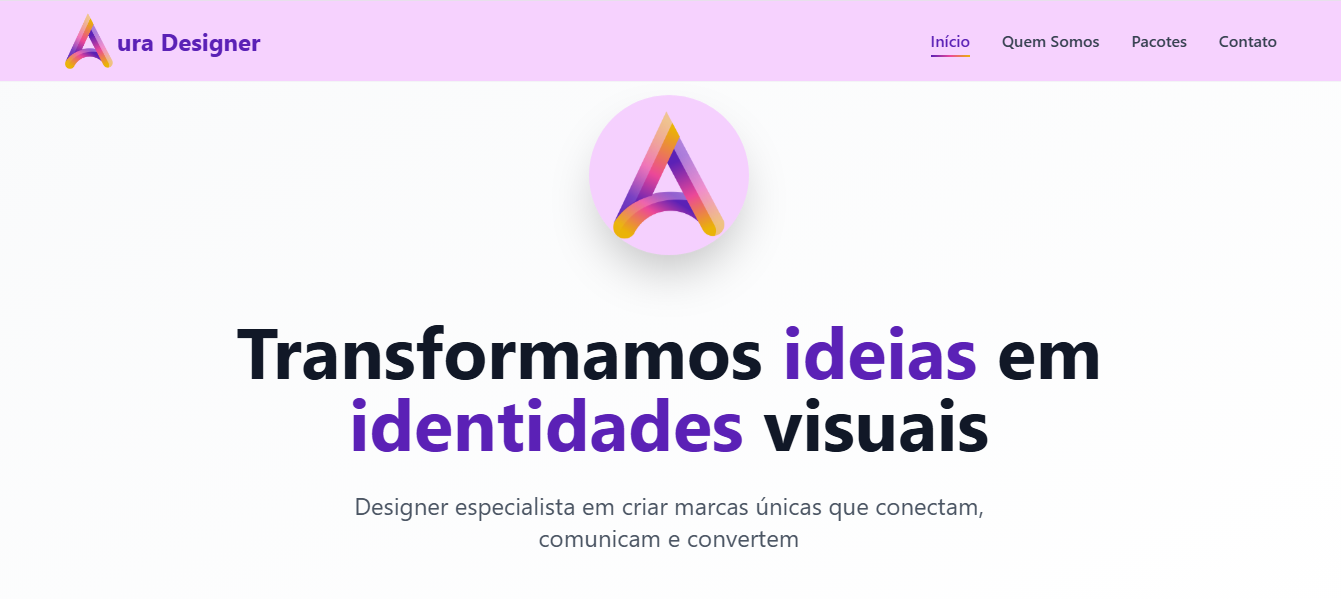 Aura Designer
Início Quem Somos Pacotes Contato
A
Transformamos ideias em
identidades visuais
Designer especialista em criar marcas únicas que conectam,
comunicam e convertem